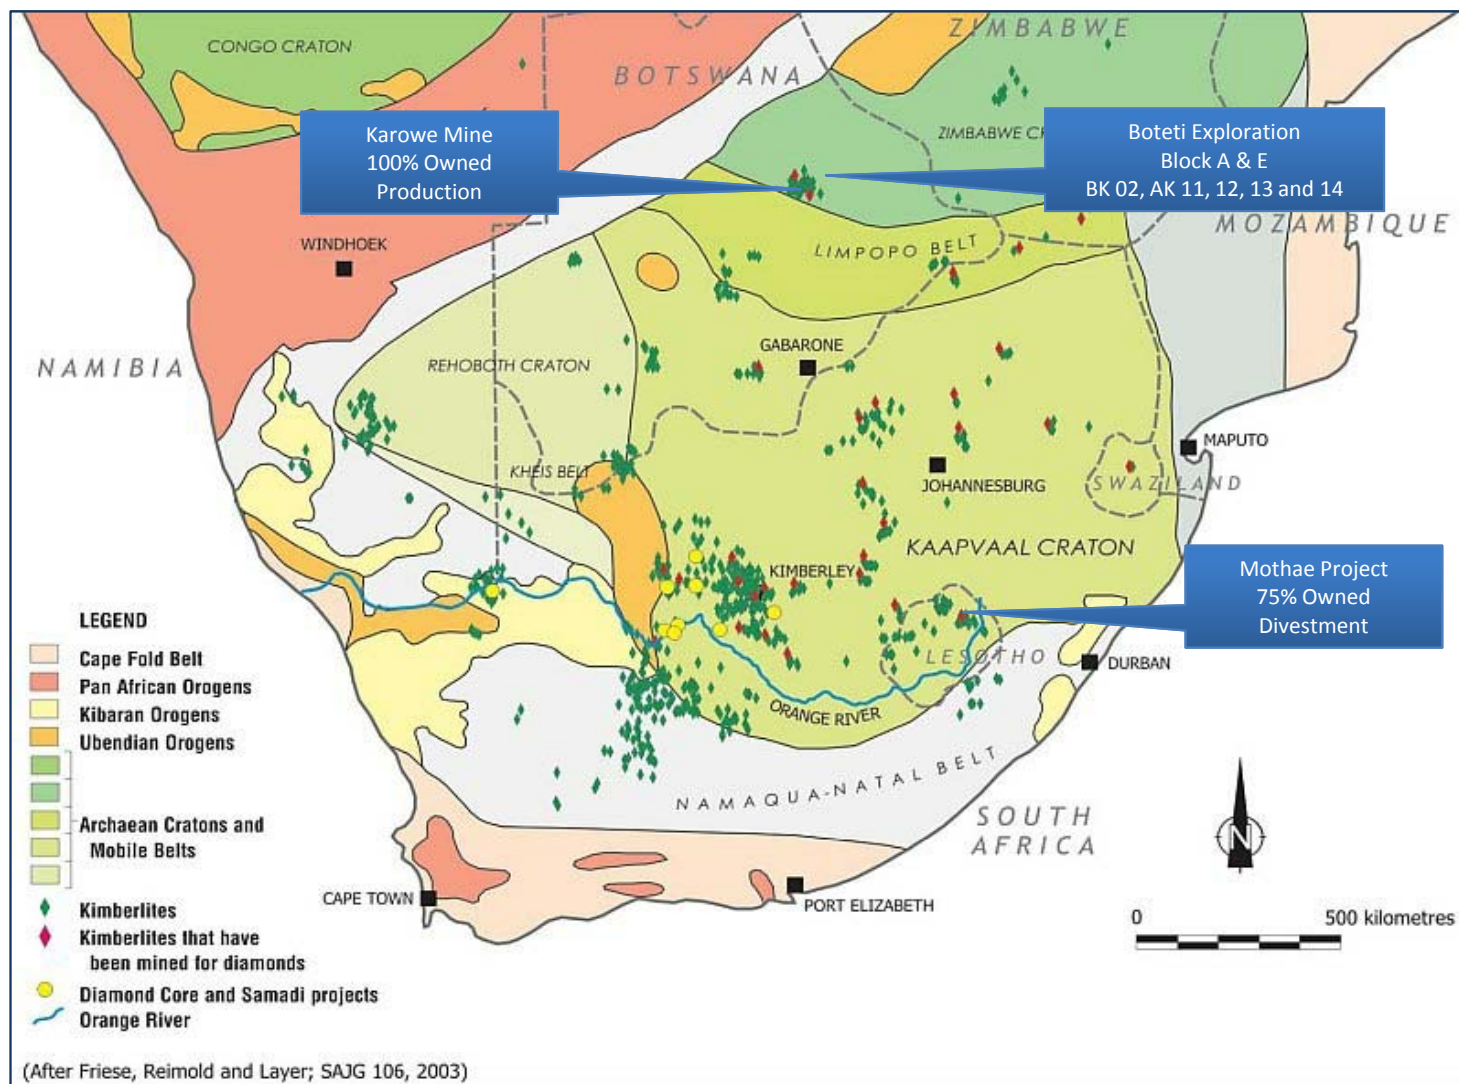 CONGO CRATON
ZIMBABWE
BOTSWANA
Karowe Mine
100% Owned
Production
ZIMBABWE
Boteti Exploration
Block A & E
BK 02, AK 11, 12, 13 and 14
MOZAMBIQUE
WINDHOEK
LIMPOPO BELT
NAMIBIA
REHOBOTH CRATON
GABARONE
KHEIS BELT
JOHANNESBURG
MAPUTO
SWAZILAND
KAAPVAAL CRATON
KIMBERLEY
Mothae Project
75% Owned
Divestment
LESOTHO
DURBAN
ORANGE RIVER
NAMAQUA-NATAL BELT
SOUTH
AFRICA
N
CAPE TOWN
PORT ELIZABETH
LEGEND
Cape Fold Belt
Pan African Orogens
Kibaran Orogens
Ubendian Orogens
Archaean Cratons and
Mobile Belts
Kimberlites
Kimberlites that have
been mined for diamonds
Diamond Core and Samadi projects
Orange River
0 500 kilometres
(After Friese, Reimold and Layer; SAJG 106, 2003)